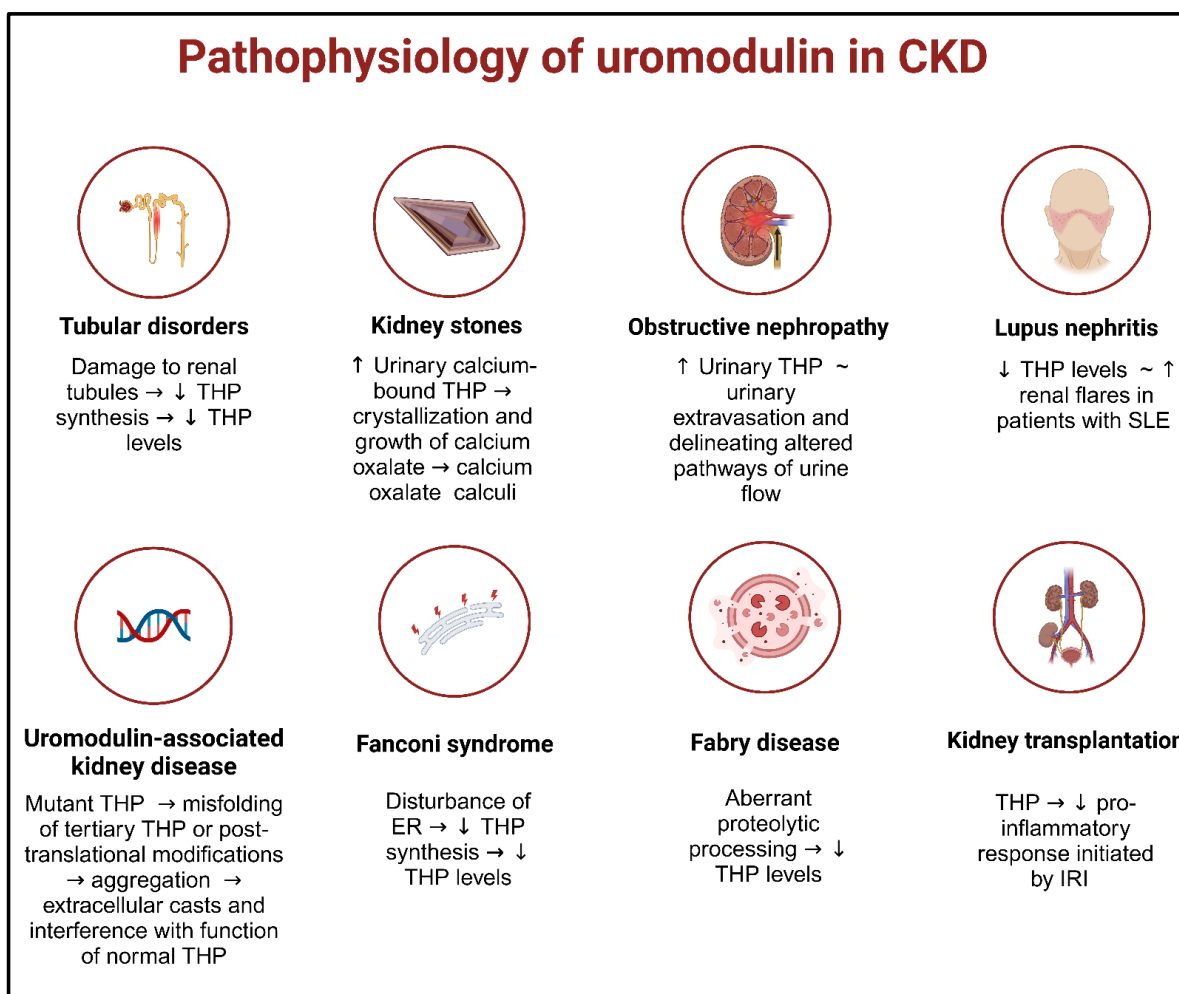 Pathophysiology of uromodulin in CKD
Tubular disorders
Damage to renal
tubules → ↓ THP
synthesis → ↓ THP
levels
Kidney stones
↑ Urinary calcium-
bound THP →
crystallization and
growth of calcium
oxalate → calcium
oxalate calculi
Obstructive nephropathy
↑ Urinary THP ~
urinary
extravasation and
delineating altered
pathways of urine
flow
Lupus nephritis
↓ THP levels ~ ↑
renal flares in
patients with SLE
Uromodulin-associated
kidney disease
Mutant THP → misfolding
of tertiary THP or post-
translational modifications
→ aggregation →
extracellular casts and
interference with function
of normal THP
Fanconi syndrome
Disturbance of
ER → ↓ THP
synthesis → ↓
THP levels
Fabry disease
Aberrant
proteolytic
processing → ↓
THP levels
Kidney transplantation
THP → ↓ pro-
inflammatory
response initiated
by IRI